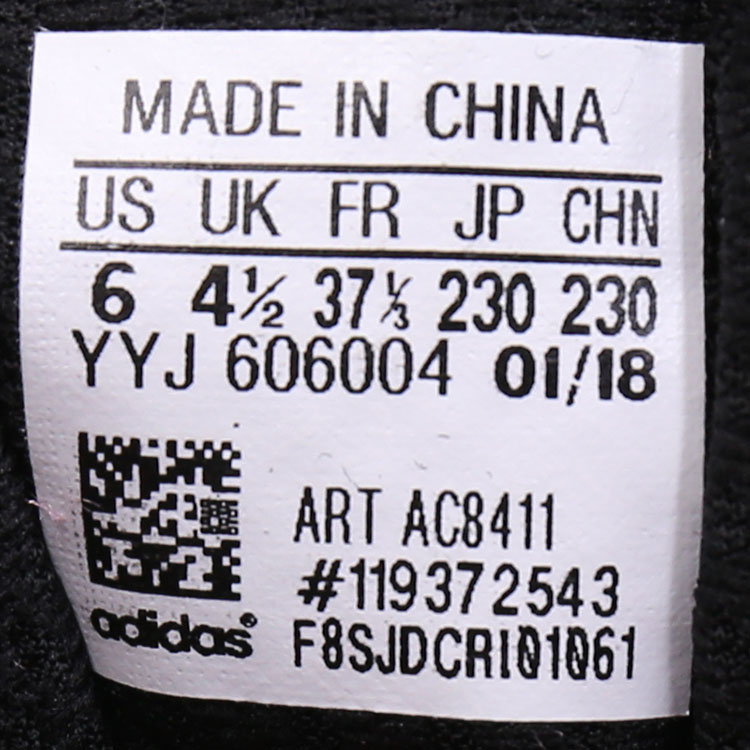 MADE IN CHINA
US UK FR JP CHN
6 4½ 37⅓ 230 230
YYJ 606004 01/18
ART AC8411
#119372543
adidas®
F8SJDCRI01061